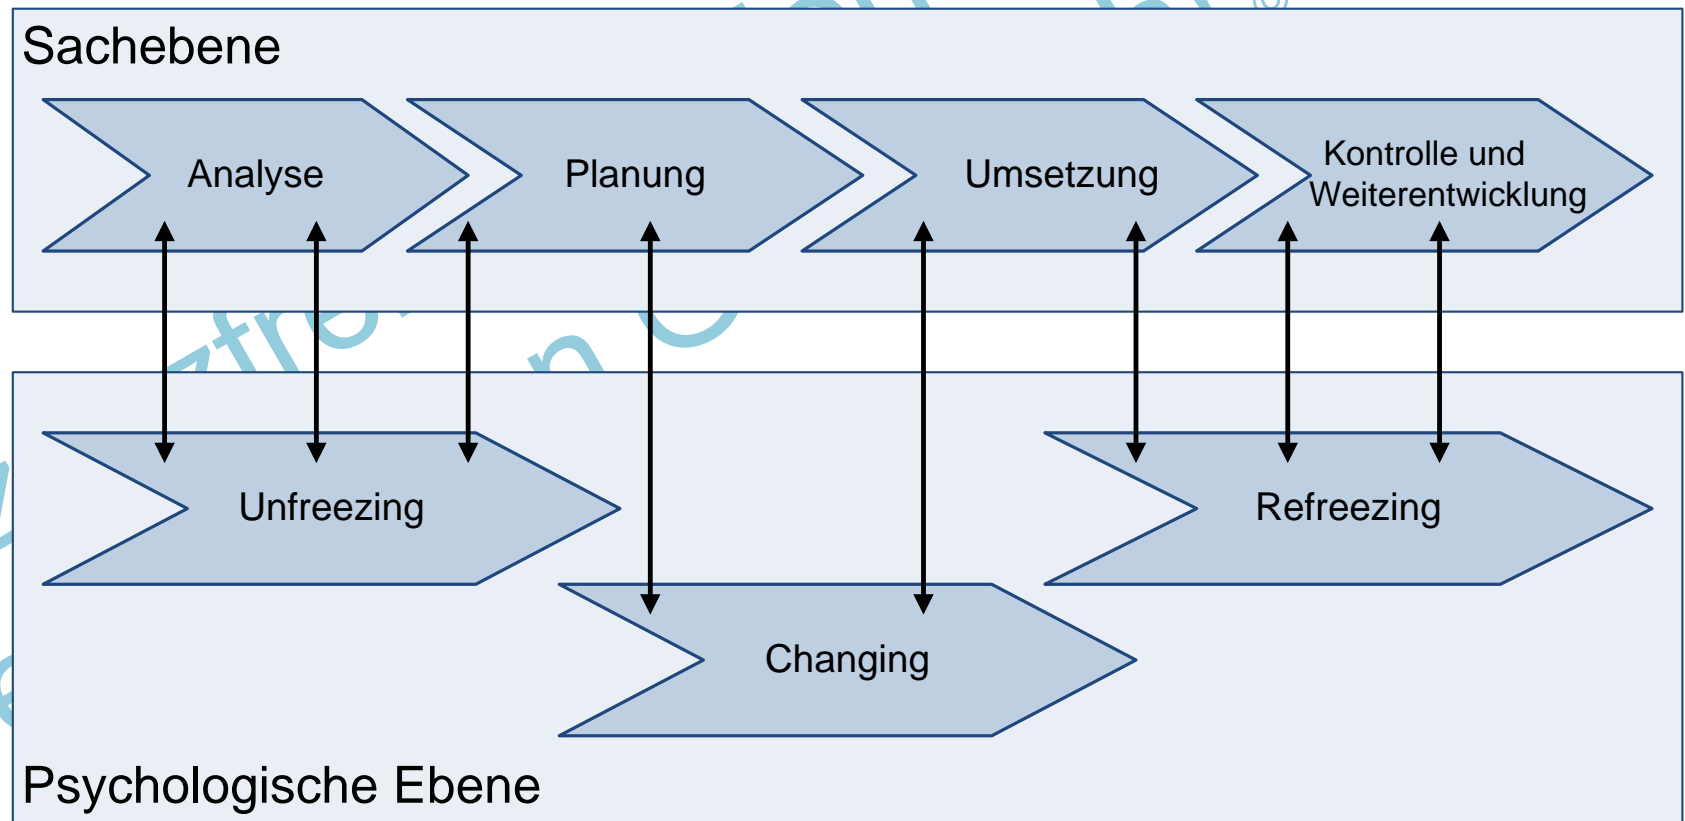 Sachebene
Analyse
Planung
Umsetzung
Kontrolle und
Weiterentwicklung
Unfreezing
Refreezing
Changing
Psychologische Ebene